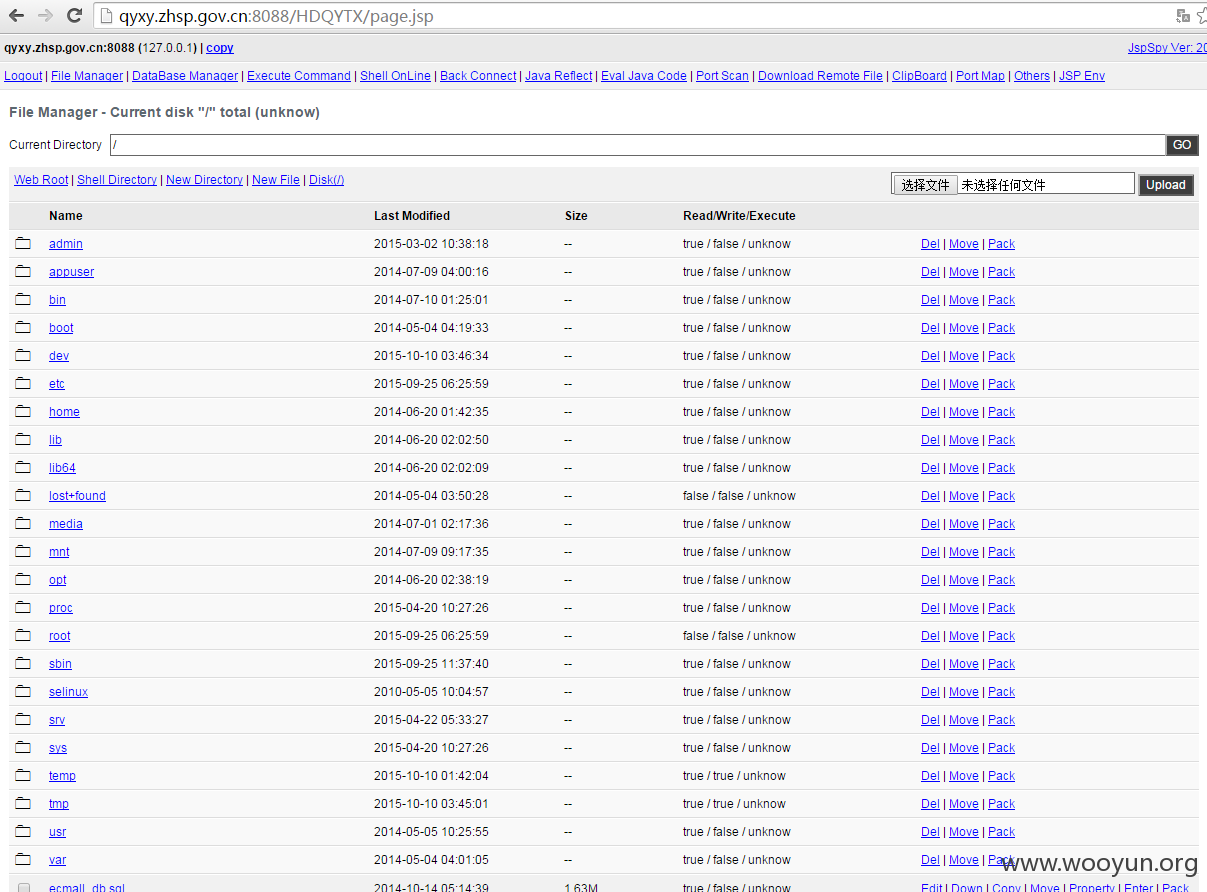 qyxy.zhsp.gov.cn:8088/HDQYTX/page.jsp
qyxy.zhsp.gov.cn:8088 (127.0.0.1) | copy JspSpy Ver: 20
Logout | File Manager | DataBase Manager | Execute Command | Shell OnLine | Back Connect | Java Reflect | Eval Java Code | Port Scan | Download Remote File | ClipBoard | Port Map | Others | JSP Env
File Manager - Current disk "/" total (unknow)
Current Directory / GO
Web Root | Shell Directory | New Directory | New File | Disk(/) 选择文件 未选择任何文件 Upload
Name Last Modified Size Read/Write/Execute
admin 2015-03-02 10:38:18 -- true / false / unknow Del | Move | Pack
appuser 2014-07-09 04:00:16 -- true / false / unknow Del | Move | Pack
bin 2014-07-10 01:25:01 -- true / false / unknow Del | Move | Pack
boot 2014-05-04 04:19:33 -- true / false / unknow Del | Move | Pack
dev 2015-10-10 03:46:34 -- true / false / unknow Del | Move | Pack
etc 2015-09-25 06:25:59 -- true / false / unknow Del | Move | Pack
home 2014-06-20 01:42:35 -- true / false / unknow Del | Move | Pack
lib 2014-06-20 02:02:50 -- true / false / unknow Del | Move | Pack
lib64 2014-06-20 02:02:09 -- true / false / unknow Del | Move | Pack
lost+found 2014-05-04 03:50:28 -- false / false / unknow Del | Move | Pack
media 2014-07-01 02:17:36 -- true / false / unknow Del | Move | Pack
mnt 2014-07-09 09:17:35 -- true / false / unknow Del | Move | Pack
opt 2014-06-20 02:38:19 -- true / false / unknow Del | Move | Pack
proc 2015-04-20 10:27:26 -- true / false / unknow Del | Move | Pack
root 2015-09-25 06:25:59 -- false / false / unknow Del | Move | Pack
sbin 2015-09-25 11:37:40 -- true / false / unknow Del | Move | Pack
selinux 2010-05-05 10:04:57 -- true / false / unknow Del | Move | Pack
srv 2015-04-22 05:33:27 -- true / false / unknow Del | Move | Pack
sys 2015-04-20 10:27:26 -- true / false / unknow Del | Move | Pack
temp 2015-10-10 01:42:04 -- true / true / unknow Del | Move | Pack
tmp 2015-10-10 03:45:01 -- true / true / unknow Del | Move | Pack
usr 2014-05-05 10:25:55 -- true / false / unknow Del | Move | Pack
var 2014-05-04 04:01:05 -- true / false / unknow Del | Move | Pack
www.wooyun.org
ecmall_db.sql 2014-10-14 05:14:39 1.63M true / false / unknow Edit | Down | Copy | Move | Property | Enter | Pack